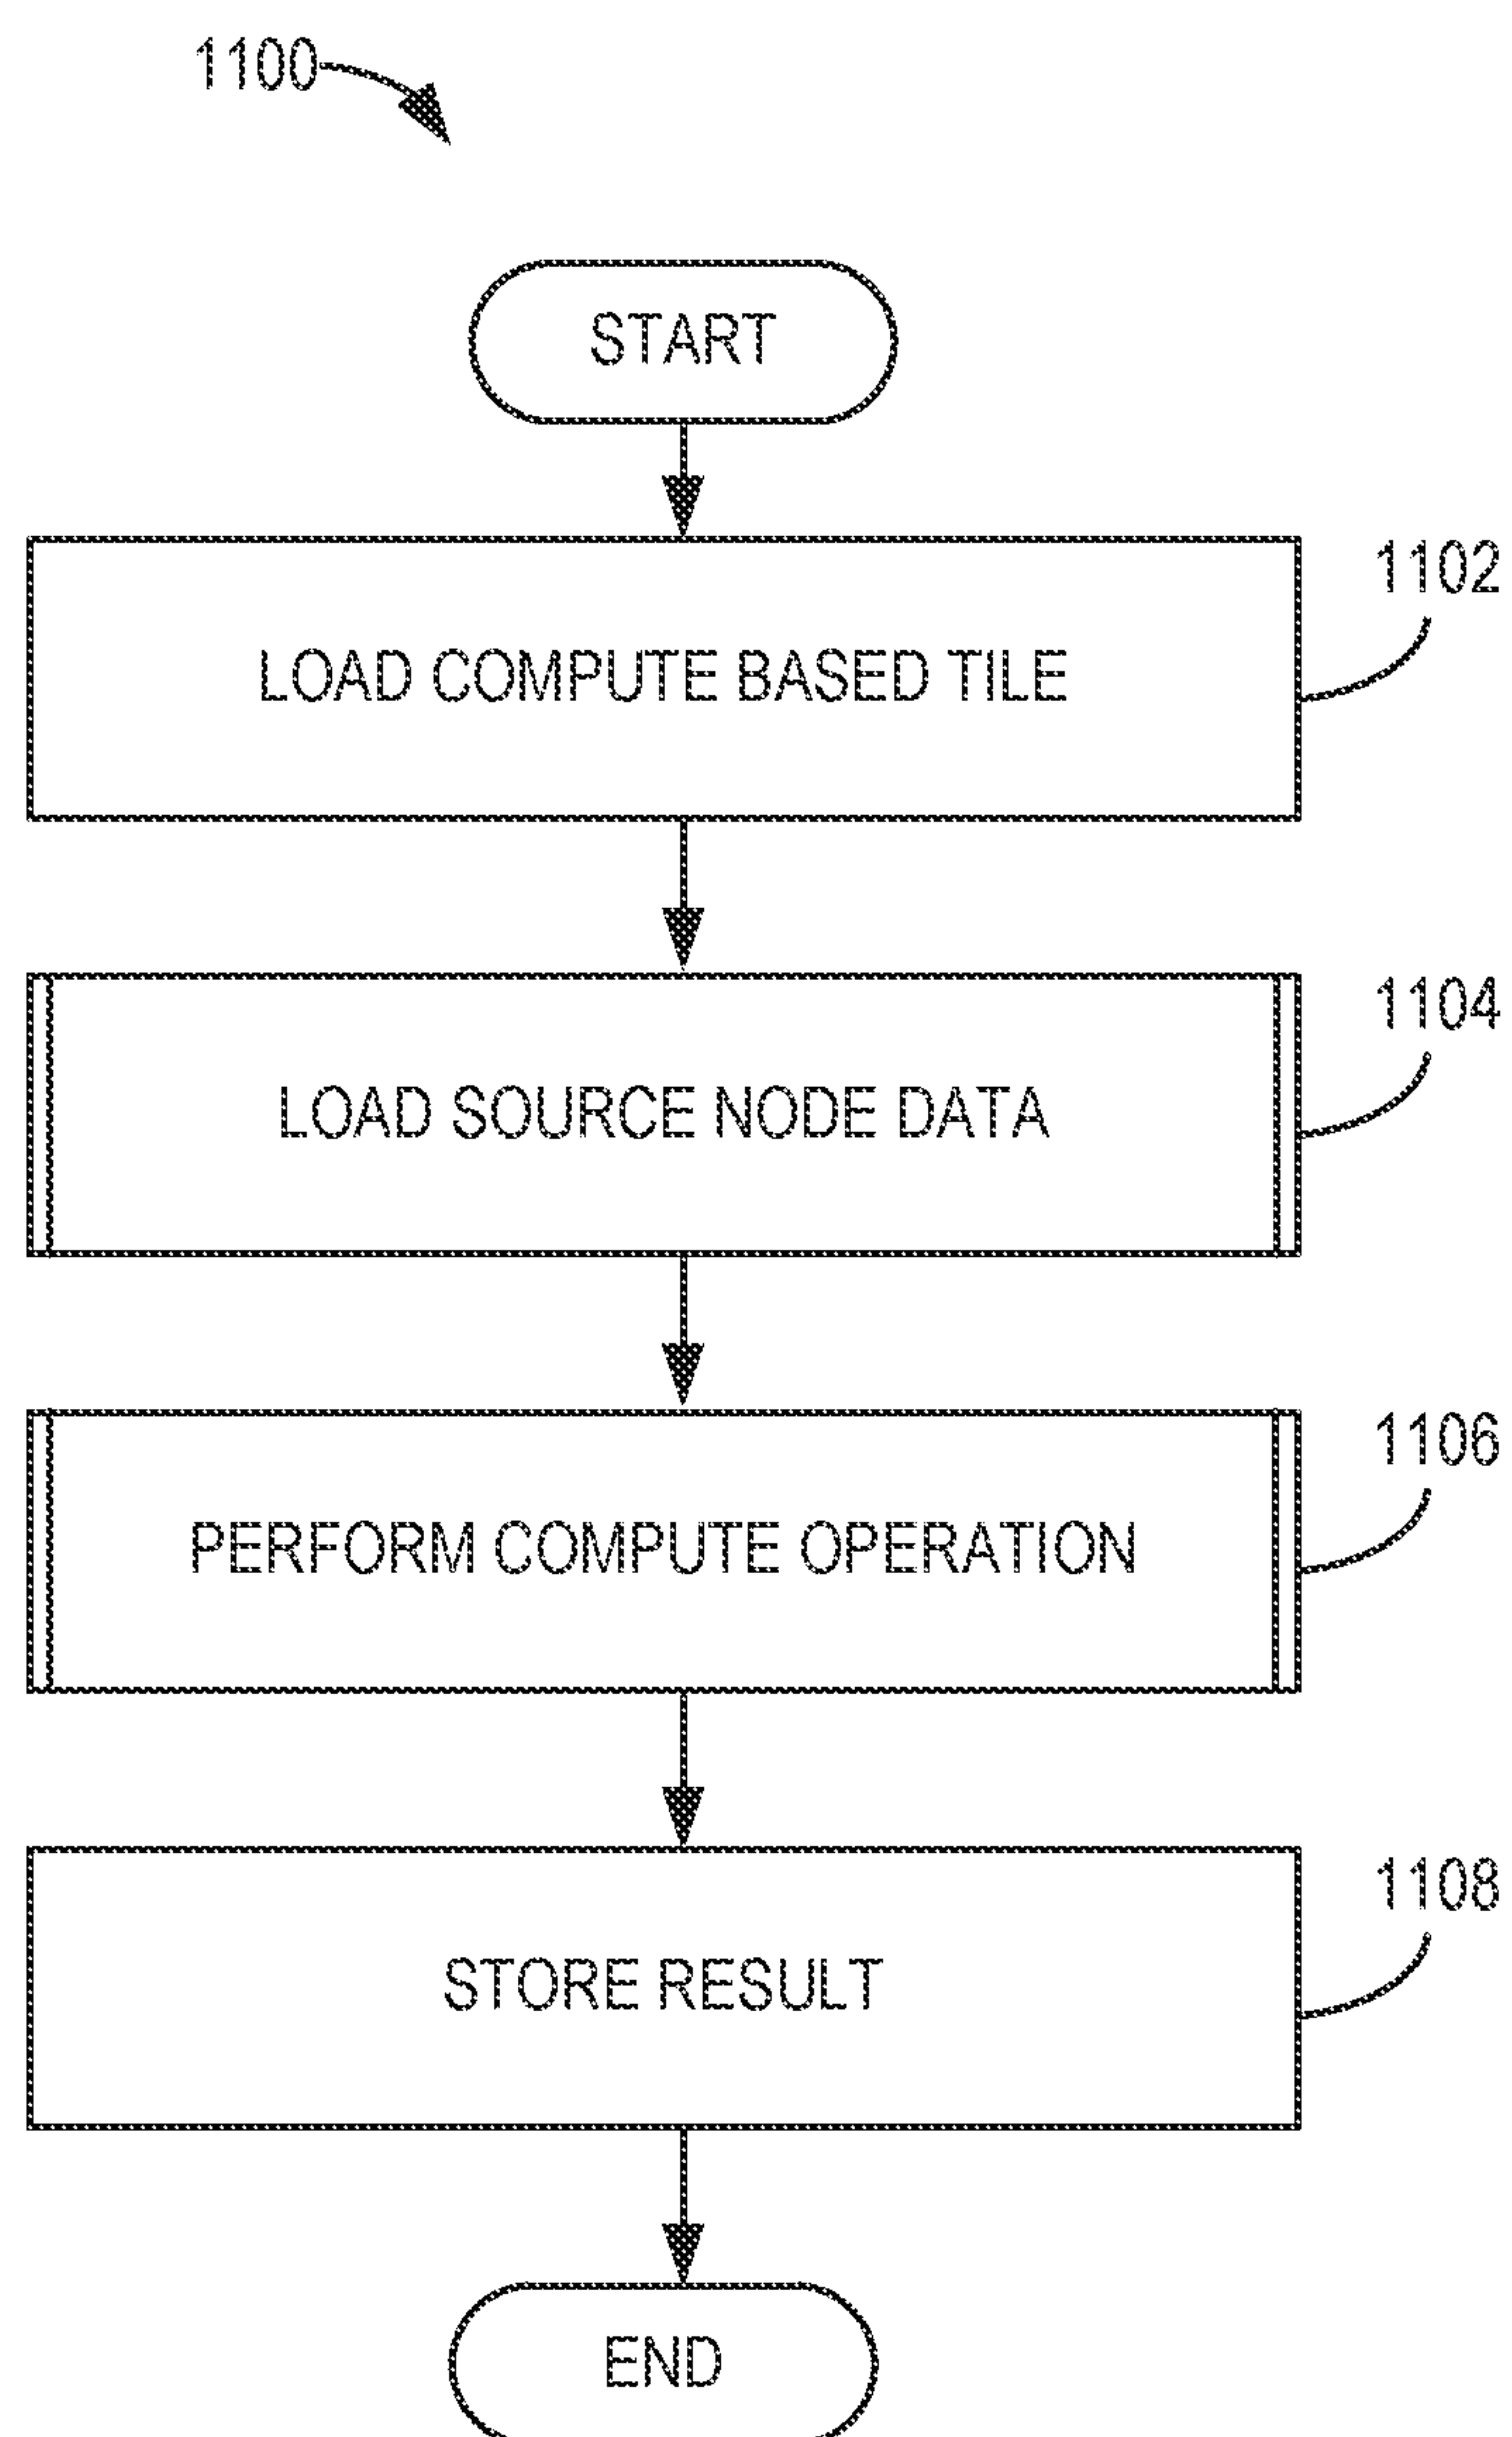 1100
START
1102
LOAD COMPUTE BASED TILE
1104
LOAD SOURCE NODE DATA
1106
PERFORM COMPUTE OPERATION
1108
STORE RESULT
END